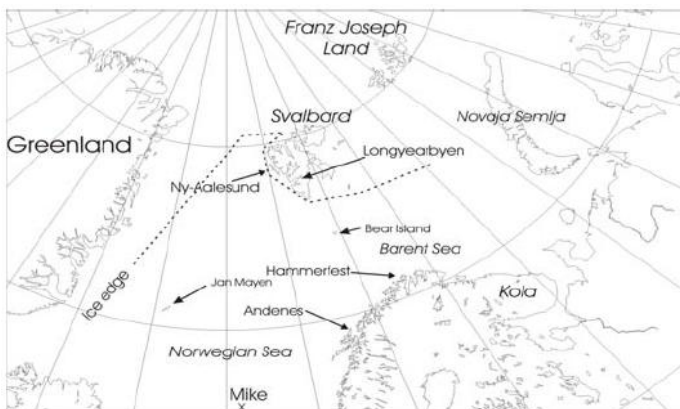 Franz Joseph
Land
Svalbard
Novaja Semlja
Greenland
Longyearbyen
Ny-Aalesund
Bear Island
Barent Sea
Hammerfest
Jan Mayen
Ice edge
Kola
Andenes
Norwegian Sea
Mike